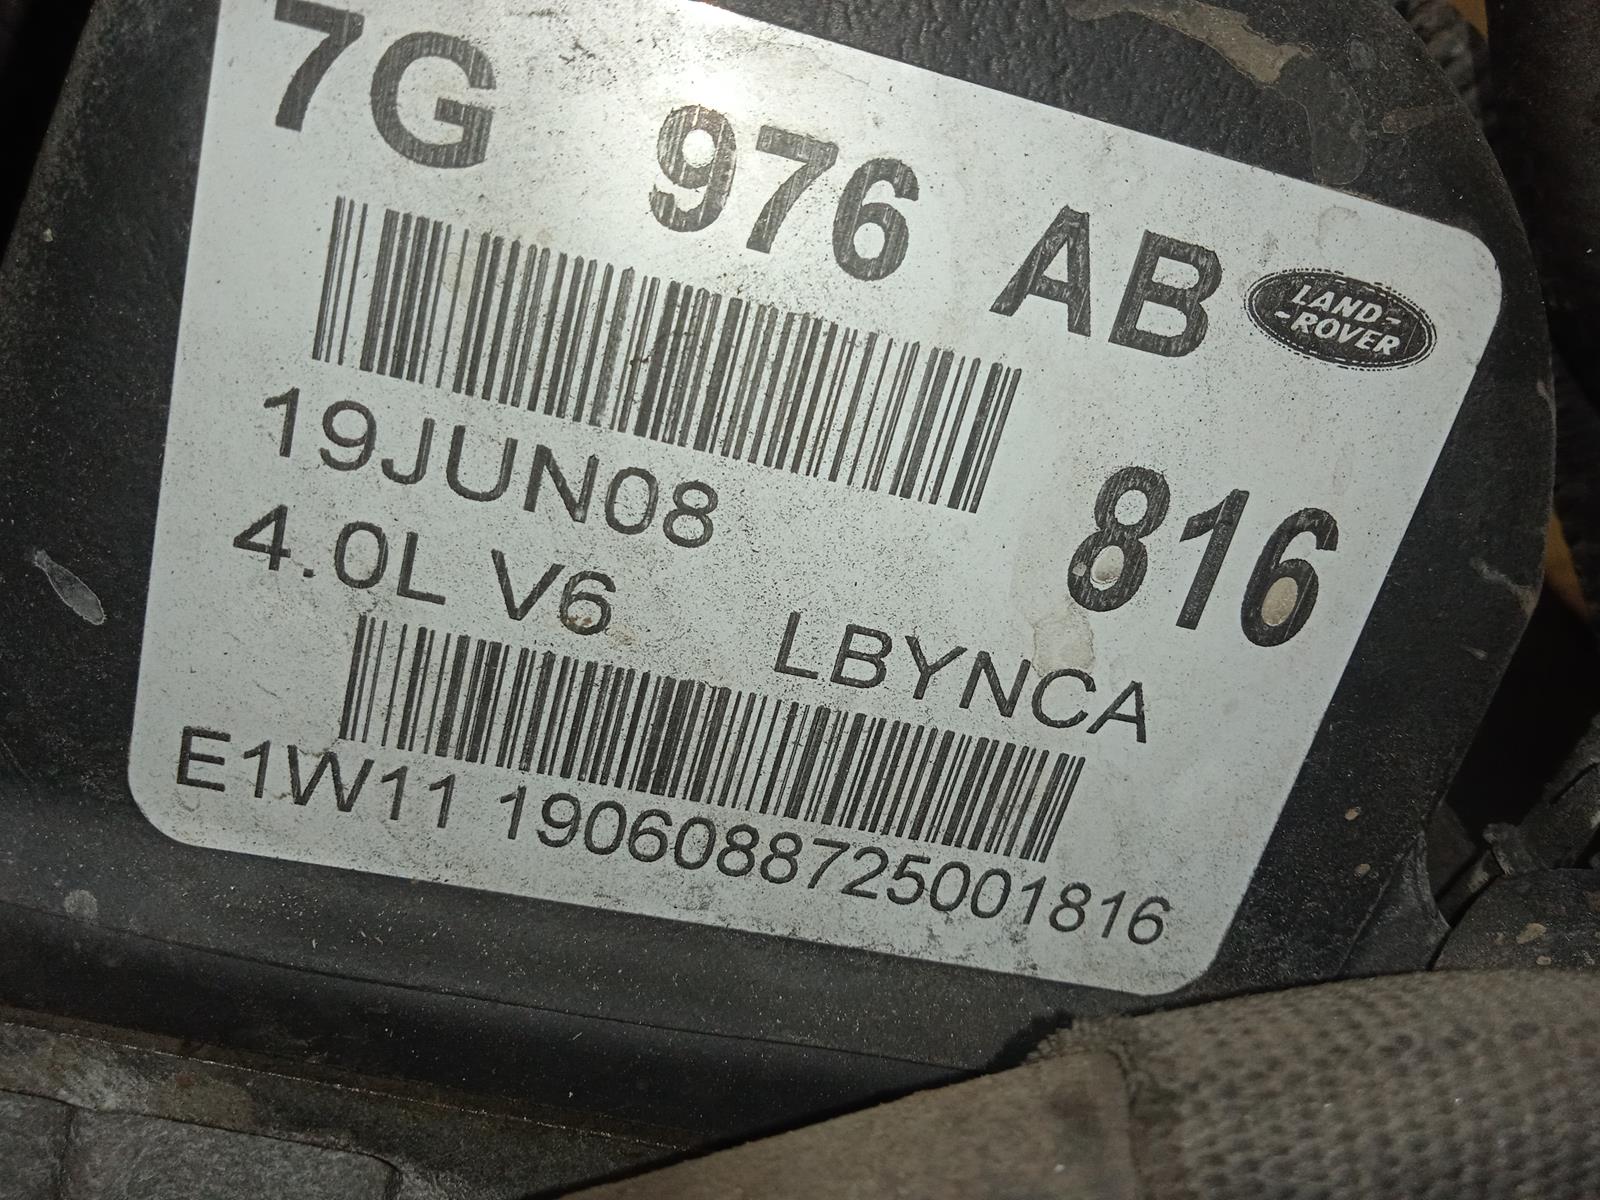 7G 976 AB
LAND-
-ROVER
19JUN08
816
4.0L V6
LBYNCA
E1W11 1906088725001816